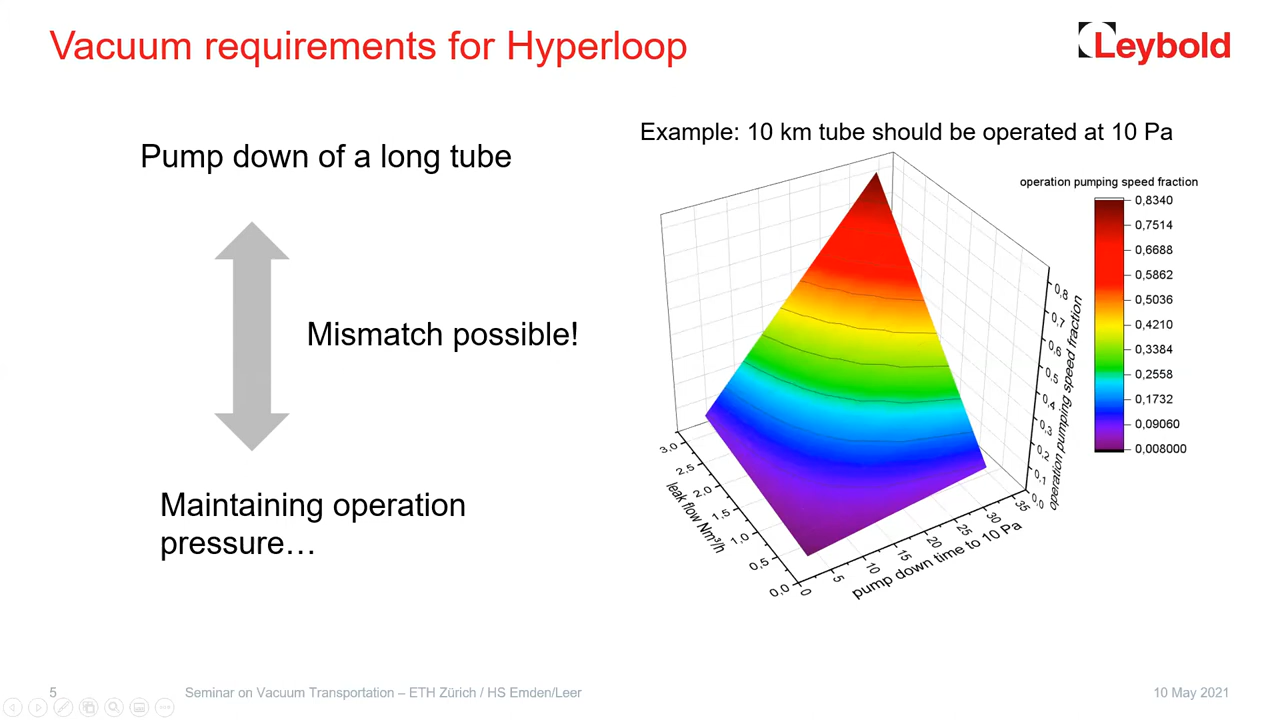 Vacuum requirements for Hyperloop
Leybold
Pump down of a long tube
Mismatch possible!
Maintaining operation
pressure…
Example: 10 km tube should be operated at 10 Pa
operation pumping speed fraction
0,8340
0,7514
0,6688
0,5862
0,5036
0,4210
0,3384
0,2558
0,1732
0,09060
0,008000
0,8
0,7
0,6
0,5
0,4
0,3
0,2
0,1
0,0
operation pumping speed fraction
3,0
2,5
2,0
1,5
1,0
0,5
0,0
leak flow Nm³/h
0
5
10
15
20
25
30
35
pump down time to 10 Pa
5
Seminar on Vacuum Transportation – ETH Zürich / HS Emden/Leer
10 May 2021